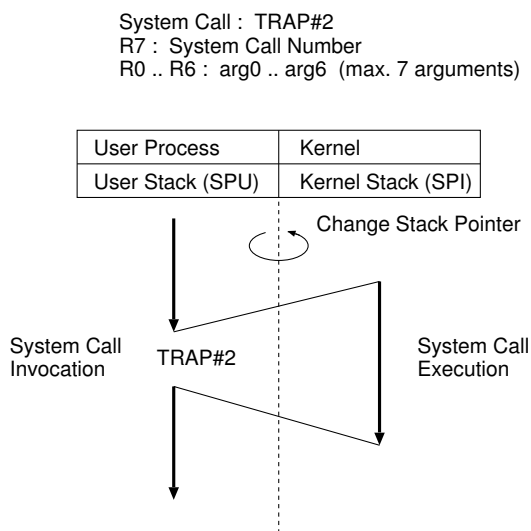 System Call : TRAP#2
R7 : System Call Number
R0 .. R6 : arg0 .. arg6 (max. 7 arguments)
User Process
Kernel
User Stack (SPU)
Kernel Stack (SPI)
Change Stack Pointer
System Call
Invocation
TRAP#2
System Call
Execution